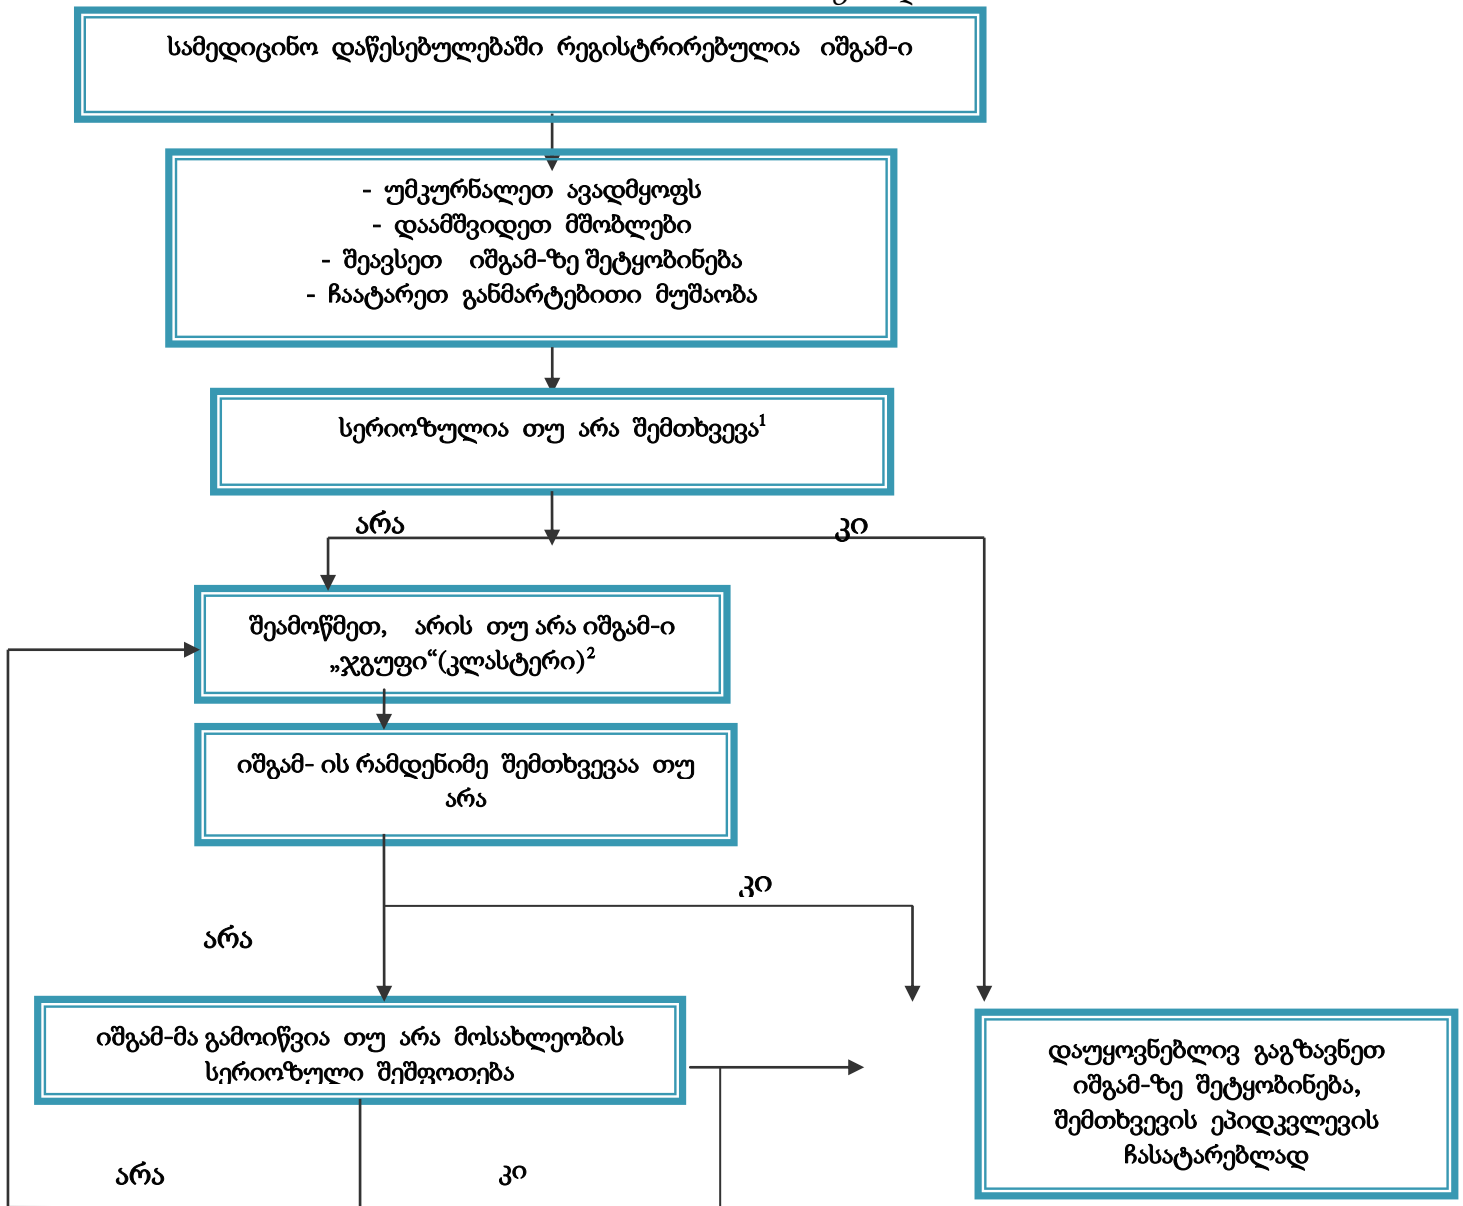 სამედიცინო დაწესებულებაში რეგისტრირებულია იშგამ-ი
- უმკურნალეთ ავადმყოფს
- დაამშვიდეთ მშობლები
- შეავსეთ იშგამ-ზე შეტყობინება
- ჩაატარეთ განმარტებითი მუშაობა
სერიოზულია თუ არა შემთხვევა¹
არა
კი
შეამოწმეთ, არის თუ არა იშგამ-ი
„ჯგუფი“(კლასტერი)²
იშგამ- ის რამდენიმე შემთხვევაა თუ
არა
კი
არა
იშგამ-მა გამოიწვია თუ არა მოსახლეობის
სერიოზული შეშფოთება
დაუყოვნებლივ გაგზავნეთ
იშგამ-ზე შეტყობინება,
შემთხვევის ეპიდკვლევის
ჩასატარებლად
არა
კი